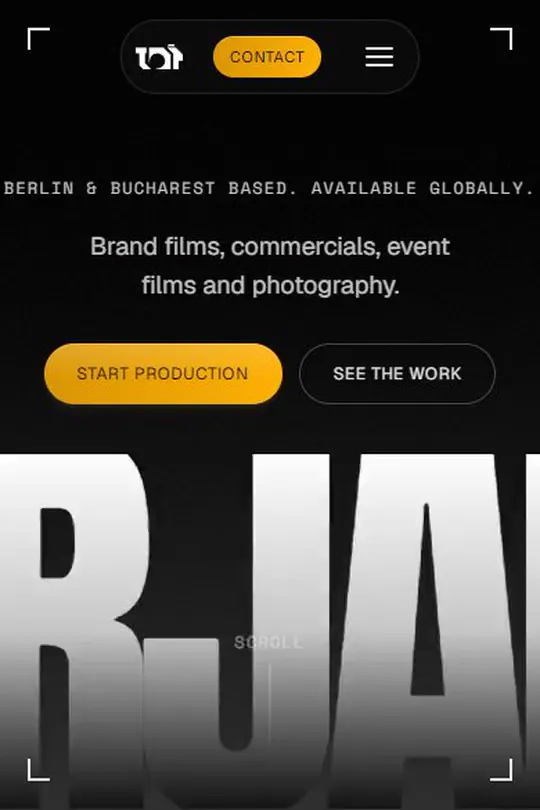 CONTACT
BERLIN & BUCHAREST BASED. AVAILABLE GLOBALLY.
Brand films, commercials, event
films and photography.
START PRODUCTION
SEE THE WORK
RJA
SCROLL